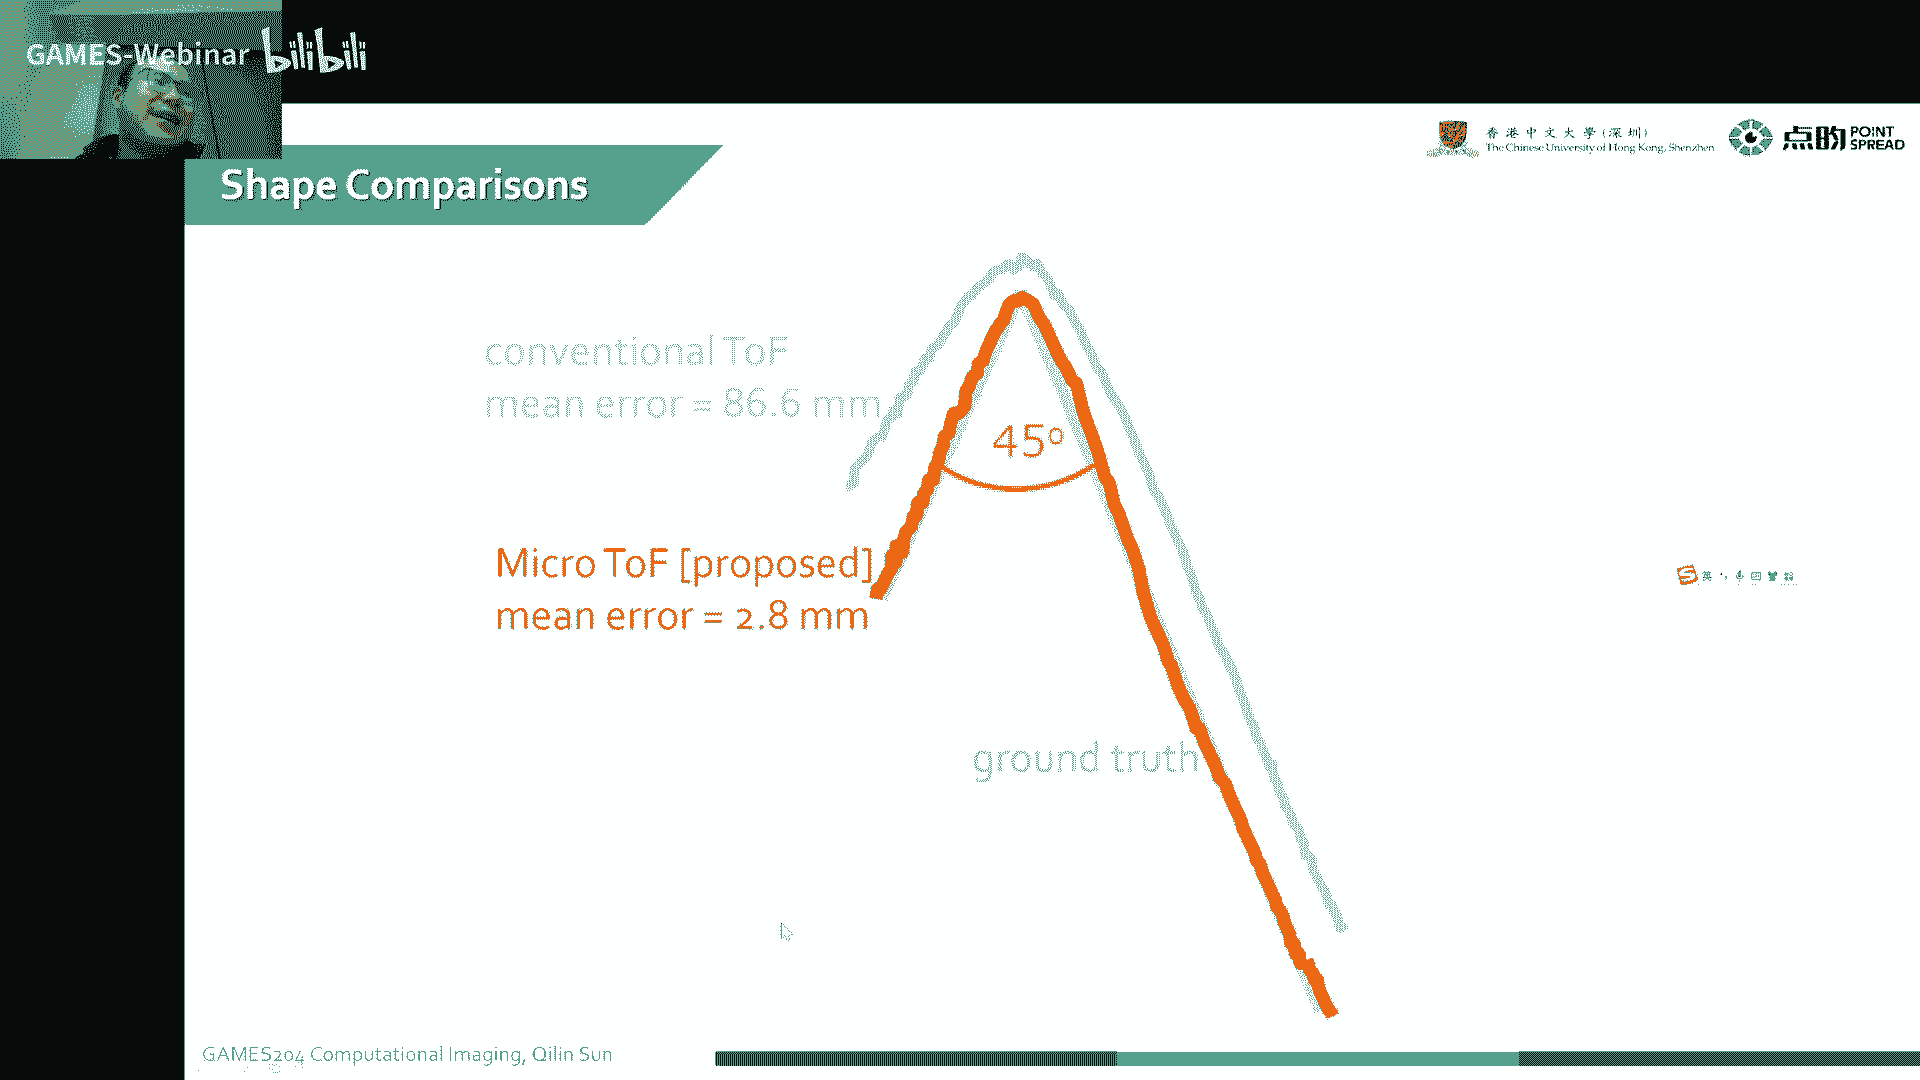 GAMES-Webinar bilibili
香港中文大學(深圳)
The Chinese University of Hong Kong, Shenzhen
点昀 POINT
SPREAD
Shape Comparisons
conventional ToF
mean error = 86.6 mm
45º
Micro ToF [proposed]
mean error = 2.8 mm
英
ground truth
GAMES204 Computational Imaging, Qilin Sun